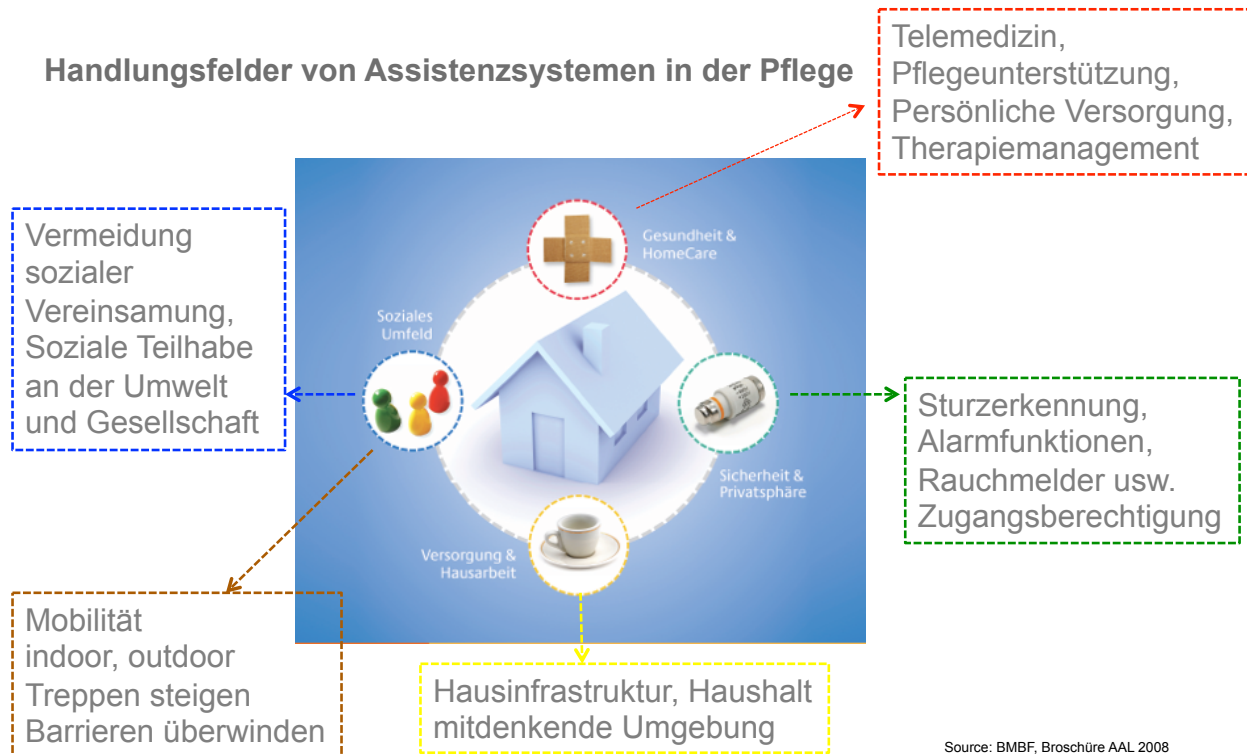 Handlungsfelder von Assistenzsystemen in der Pflege
Telemedizin,
Pflegeunterstützung,
Persönliche Versorgung,
Therapiemanagement
Vermeidung
sozialer
Vereinsamung,
Soziale Teilhabe
an der Umwelt
und Gesellschaft
Gesundheit &
HomeCare
Soziales
Umfeld
Sicherheit &
Privatsphäre
Versorgung &
Hausarbeit
Sturzerkennung,
Alarmfunktionen,
Rauchmelder usw.
Zugangsberechtigung
Mobilität
indoor, outdoor
Treppen steigen
Barrieren überwinden
Hausinfrastruktur, Haushalt
mitdenkende Umgebung
Source: BMBF, Broschüre AAL 2008